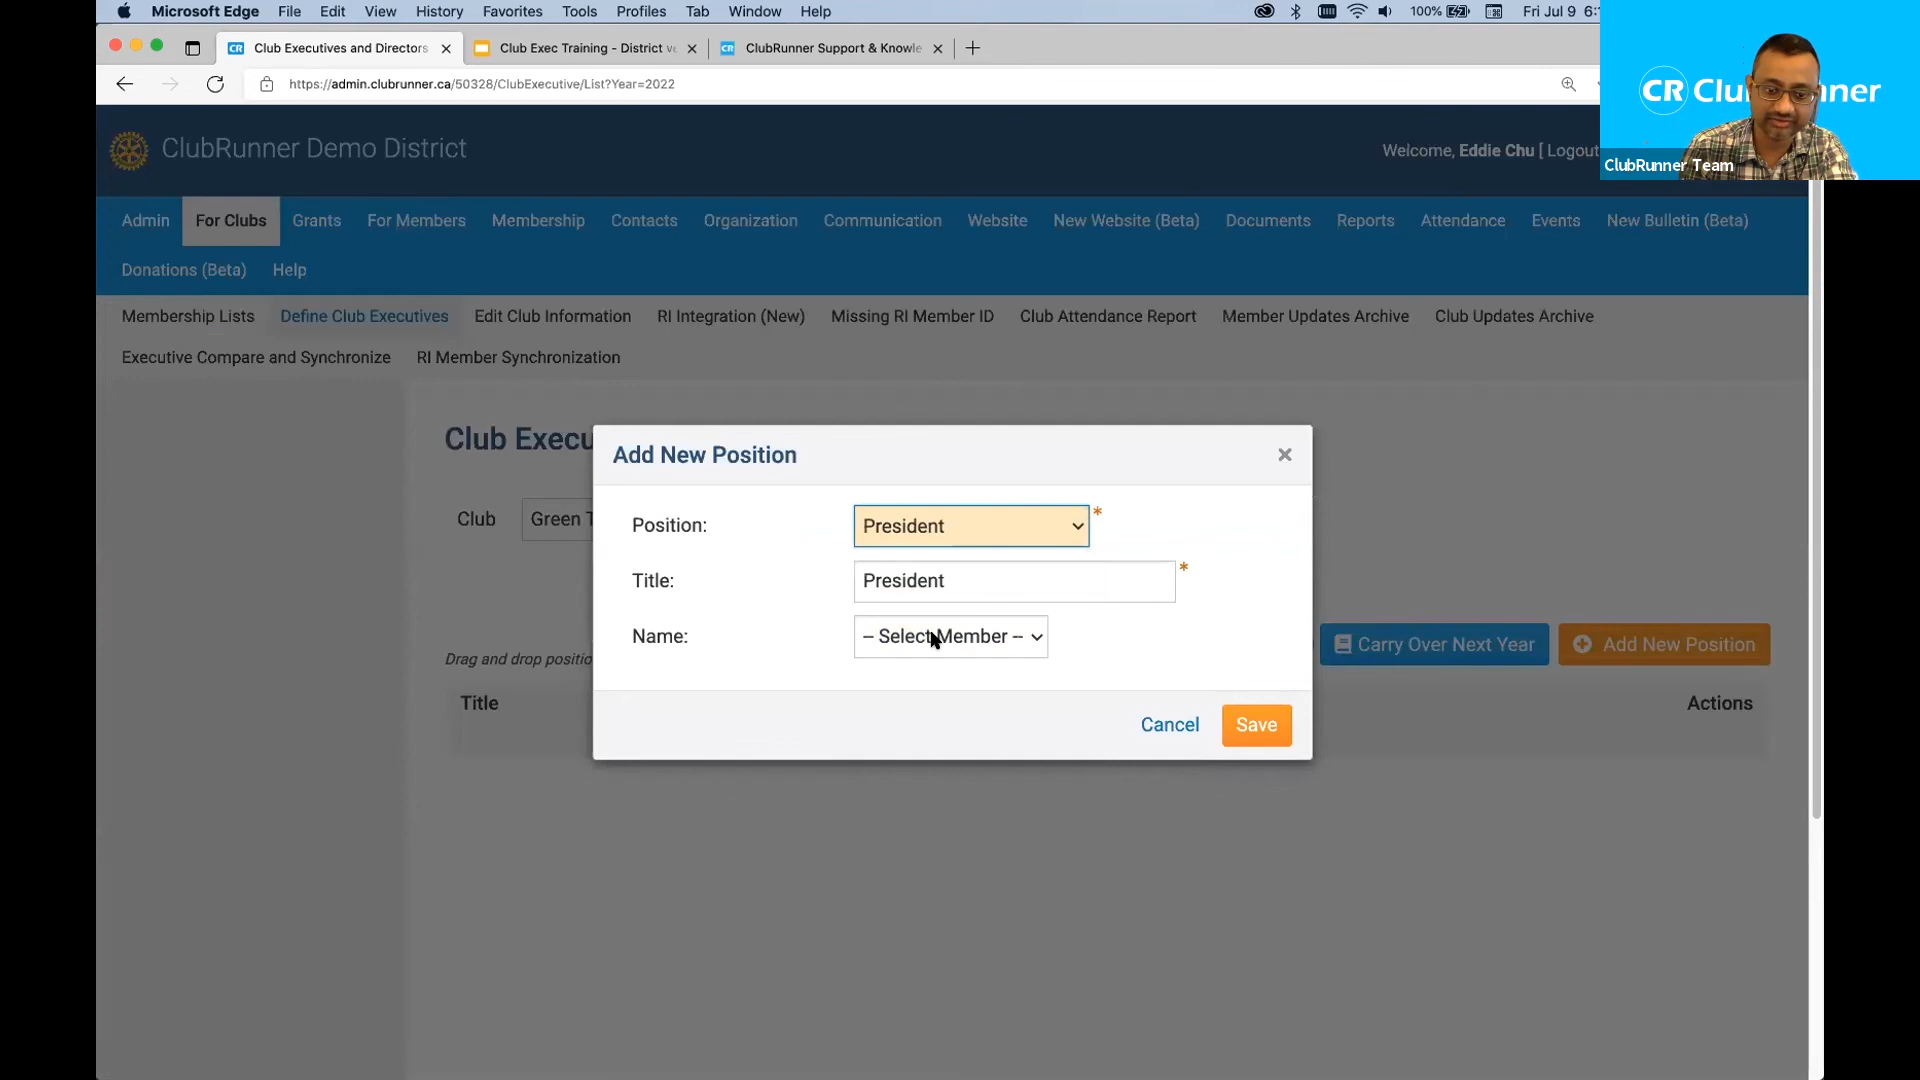 Microsoft Edge File Edit View History Favorites Tools Profiles Tab Window Help 100% Fri Jul 9 6:
Club Executives and Directors Club Exec Training - District ClubRunner Support & Knowle
https://admin.clubrunner.ca/50328/ClubExecutive/List?Year=2022
CR Clu nner
ClubRunner Team
ClubRunner Demo District
Welcome, Eddie Chu [ Logout
Admin For Clubs Grants For Members Membership Contacts Organization Communication Website New Website (Beta) Documents Reports Attendance Events New Bulletin (Beta)
Donations (Beta) Help
Membership Lists Define Club Executives Edit Club Information RI Integration (New) Missing RI Member ID Club Attendance Report Member Updates Archive Club Updates Archive
Executive Compare and Synchronize RI Member Synchronization
Club Execu
Add New Position ×
Club Green T
Position: President *
Title: President *
Name: -- Select Member --
Drag and drop positio
Carry Over Next Year Add New Position
Title Actions
Cancel Save